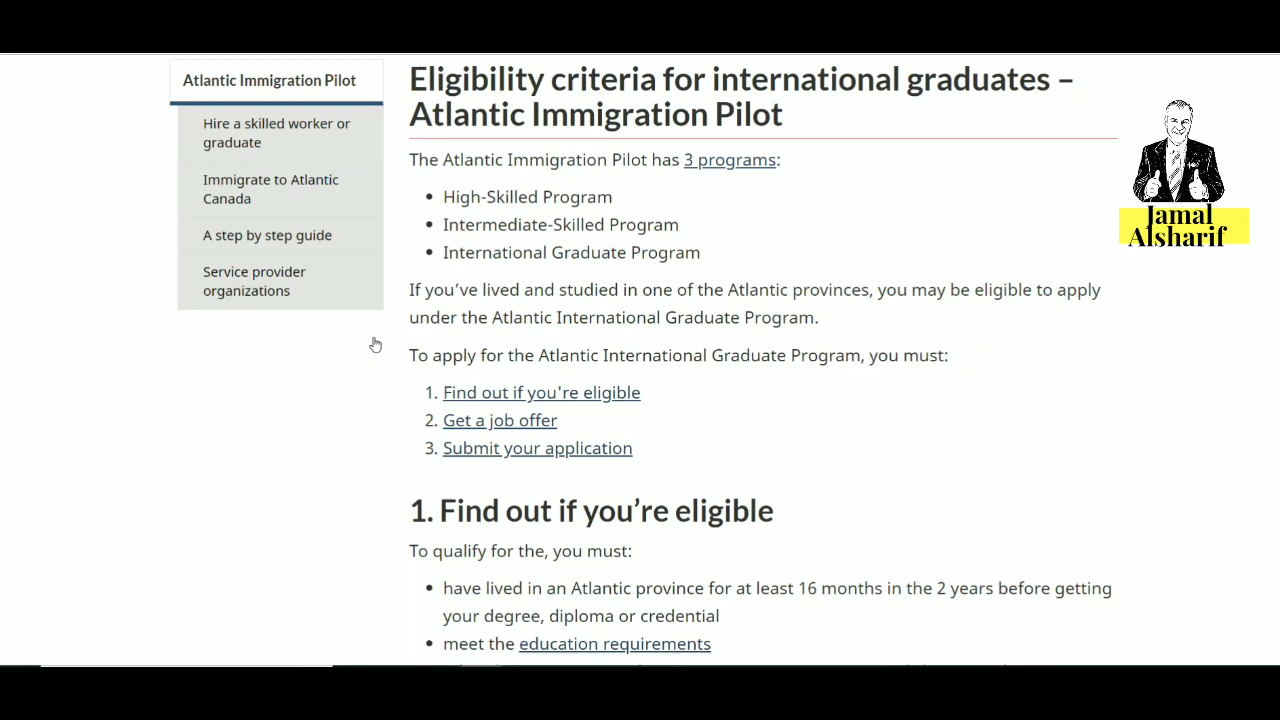 Atlantic Immigration Pilot
Hire a skilled worker or
graduate
Immigrate to Atlantic
Canada
A step by step guide
Service provider
organizations
Eligibility criteria for international graduates –
Atlantic Immigration Pilot
The Atlantic Immigration Pilot has 3 programs:
• High-Skilled Program
• Intermediate-Skilled Program
• International Graduate Program
If you've lived and studied in one of the Atlantic provinces, you may be eligible to apply
under the Atlantic International Graduate Program.
To apply for the Atlantic International Graduate Program, you must:
1. Find out if you're eligible
2. Get a job offer
3. Submit your application
1. Find out if you’re eligible
To qualify for the, you must:
• have lived in an Atlantic province for at least 16 months in the 2 years before getting
your degree, diploma or credential
• meet the education requirements
Jamal
Alsharif